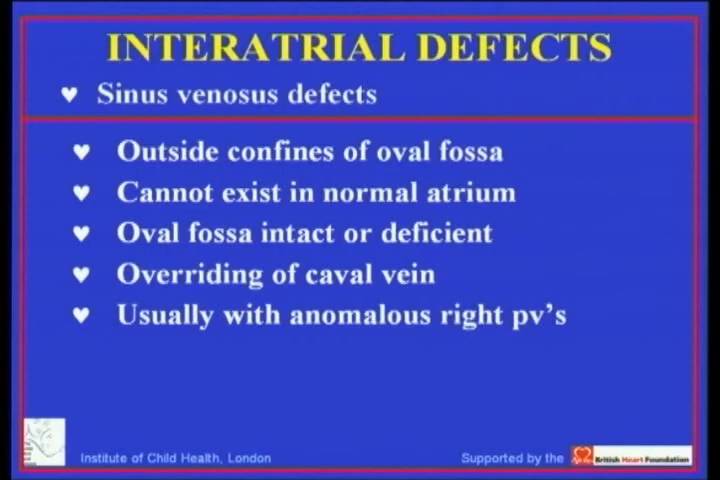 INTERATRIAL DEFECTS
♥ Sinus venosus defects
♥ Outside confines of oval fossa
♥ Cannot exist in normal atrium
♥ Oval fossa intact or deficient
♥ Overriding of caval vein
♥ Usually with anomalous right pv's
Institute of Child Health, London
Supported by the British Heart Foundation